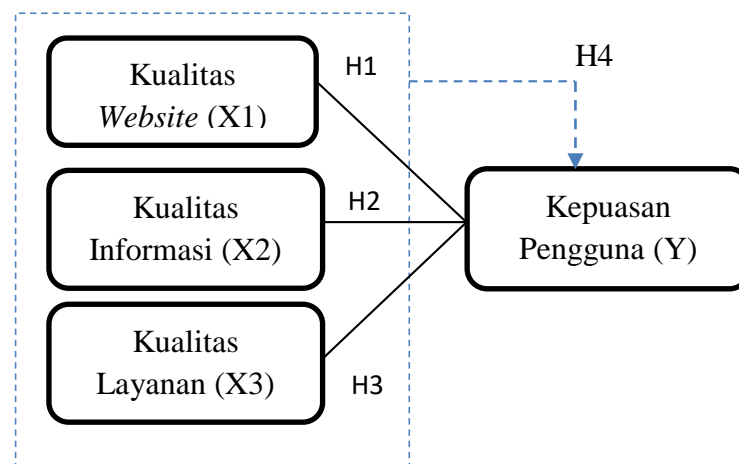 Kualitas
Website (X1)
H1
H4
Kualitas
Informasi (X2)
H2
Kepuasan
Pengguna (Y)
Kualitas
Layanan (X3)
H3